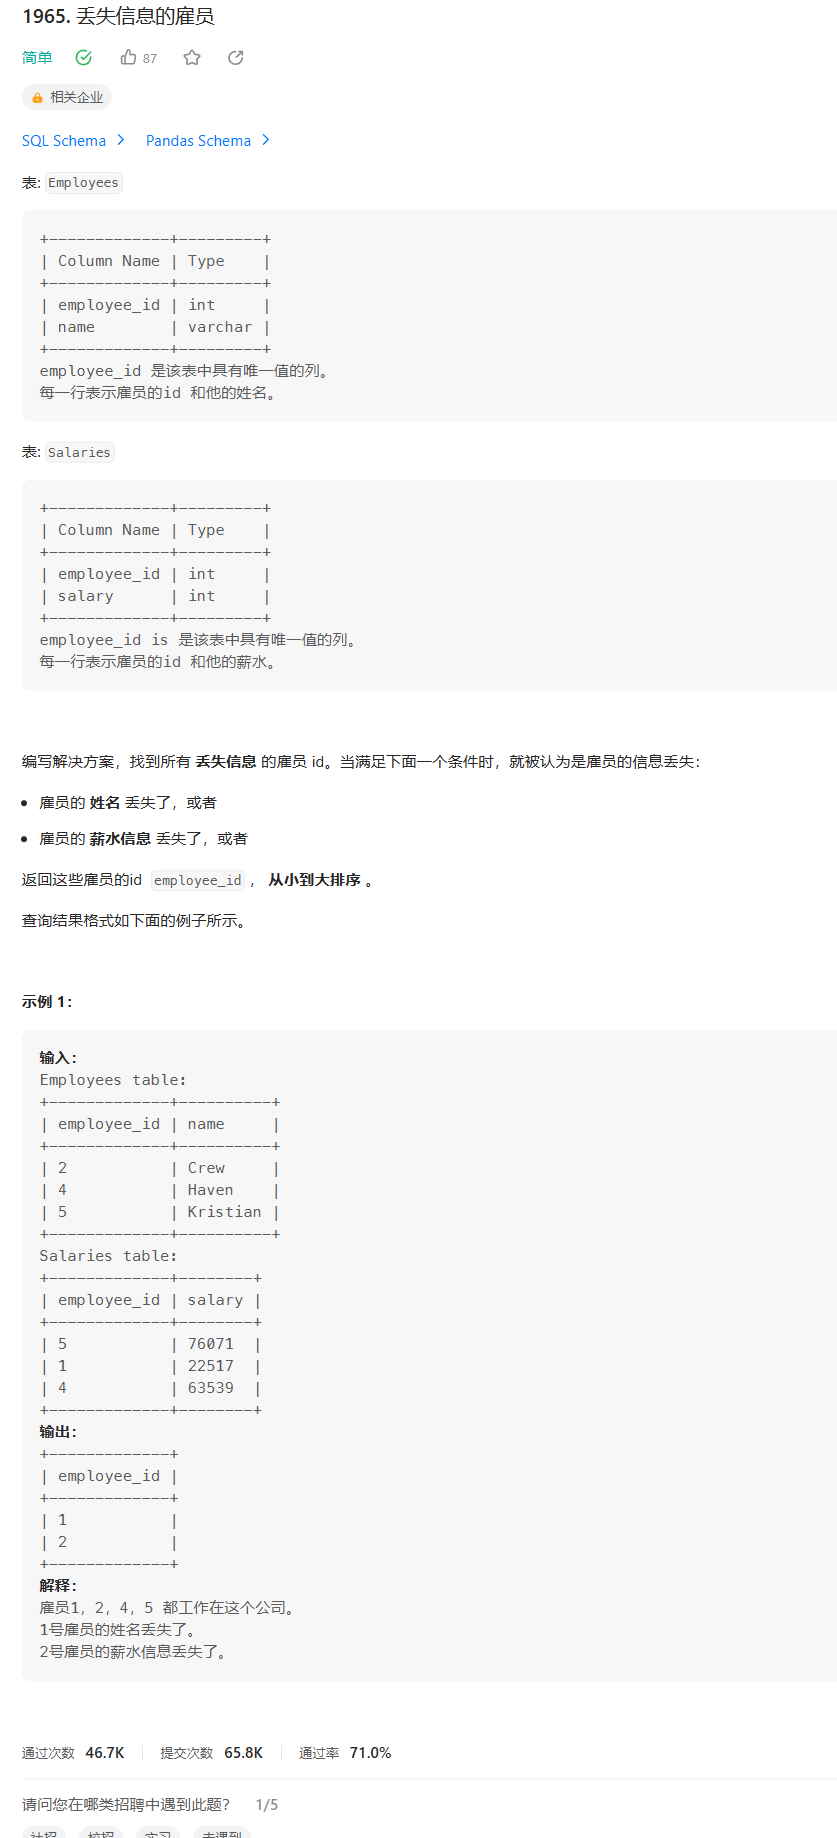 1965. 丢失信息的雇员
简单 87
相关企业
SQL Schema > Pandas Schema >
表: Employees
+-------------+---------+
| Column Name | Type    |
+-------------+---------+
| employee_id | int     |
| name        | varchar |
+-------------+---------+
employee_id 是该表中具有唯一值的列。
每一行表示雇员的id 和他的姓名。
表: Salaries
+-------------+---------+
| Column Name | Type    |
+-------------+---------+
| employee_id | int     |
| salary      | int     |
+-------------+---------+
employee_id is 是该表中具有唯一值的列。
每一行表示雇员的id 和他的薪水。
编写解决方案，找到所有 丢失信息 的雇员 id。当满足下面一个条件时，就被认为是雇员的信息丢失：
• 雇员的 姓名 丢失了，或者
• 雇员的 薪水信息 丢失了，或者
返回这些雇员的id employee_id ， 从小到大排序 。
查询结果格式如下面的例子所示。
示例 1：
输入：
Employees table:
+-------------+----------+
| employee_id | name     |
+-------------+----------+
| 2           | Crew     |
| 4           | Haven    |
| 5           | Kristian |
+-------------+----------+
Salaries table:
+-------------+--------+
| employee_id | salary |
+-------------+--------+
| 5           | 76071  |
| 1           | 22517  |
| 4           | 63539  |
+-------------+--------+
输出：
+-------------+
| employee_id |
+-------------+
| 1           |
| 2           |
+-------------+
解释：
雇员1，2，4，5 都工作在这个公司。
1号雇员的姓名丢失了。
2号雇员的薪水信息丢失了。
通过次数 46.7K 提交次数 65.8K 通过率 71.0%
请问您在哪类招聘中遇到此题？ 1/5
社招 校招 实习 未遇到